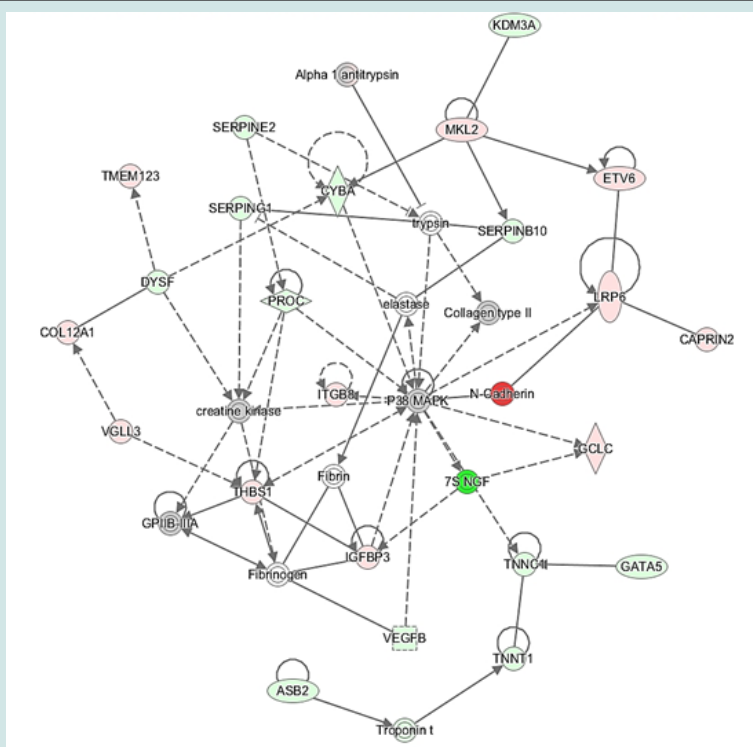 KDM3A
Alpha 1 antitrypsin
SERPINE2
MKL2
TMEM123
CYBA
ETV6
SERPING1
trypsin
SERPINB10
DYSF
PROC
elastase
Collagen type II
LRP6
COL12A1
CAPRIN2
ITGB8
P38 MAPK
N-Cadherin
creatine kinase
VGLL3
GCLC
Fibrin
7S NGF
THBS1
GPIIB-IIIA
IGFBP3
Fibrinogen
TNNC1
GATA5
VEGFB
TNNT1
ASB2
Troponin t